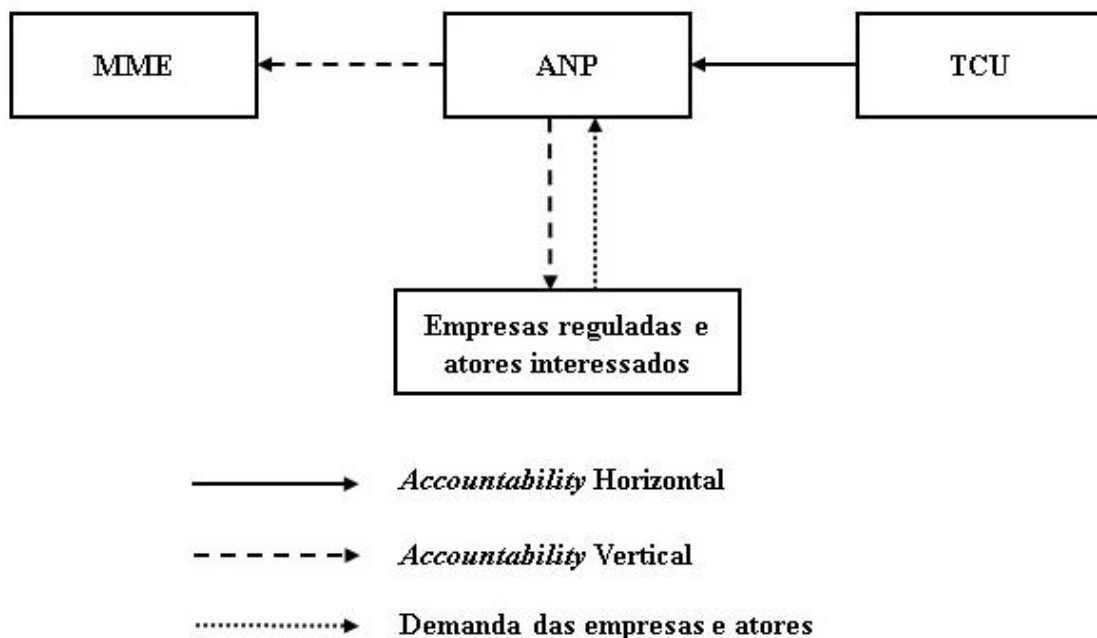 MME
ANP
TCU
Empresas reguladas e
atores interessados
Accountability Horizontal
Accountability Vertical
Demanda das empresas e atores